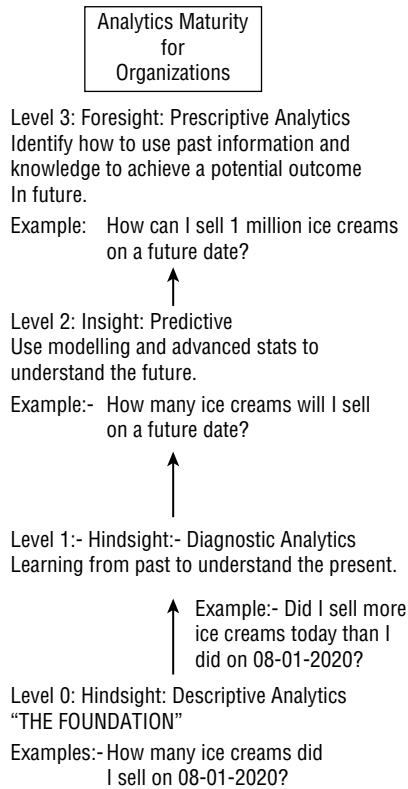 Analytics Maturity
for
Organizations
Level 3: Foresight: Prescriptive Analytics
Identify how to use past information and
knowledge to achieve a potential outcome
In future.
Example: How can I sell 1 million ice creams
on a future date?
Level 2: Insight: Predictive
Use modelling and advanced stats to
understand the future.
Example:- How many ice creams will I sell
on a future date?
Level 1:- Hindsight:- Diagnostic Analytics
Learning from past to understand the present.
Example:- Did I sell more
ice creams today than I
did on 08-01-2020?
Level 0: Hindsight: Descriptive Analytics
“THE FOUNDATION”
Examples:- How many ice creams did
I sell on 08-01-2020?